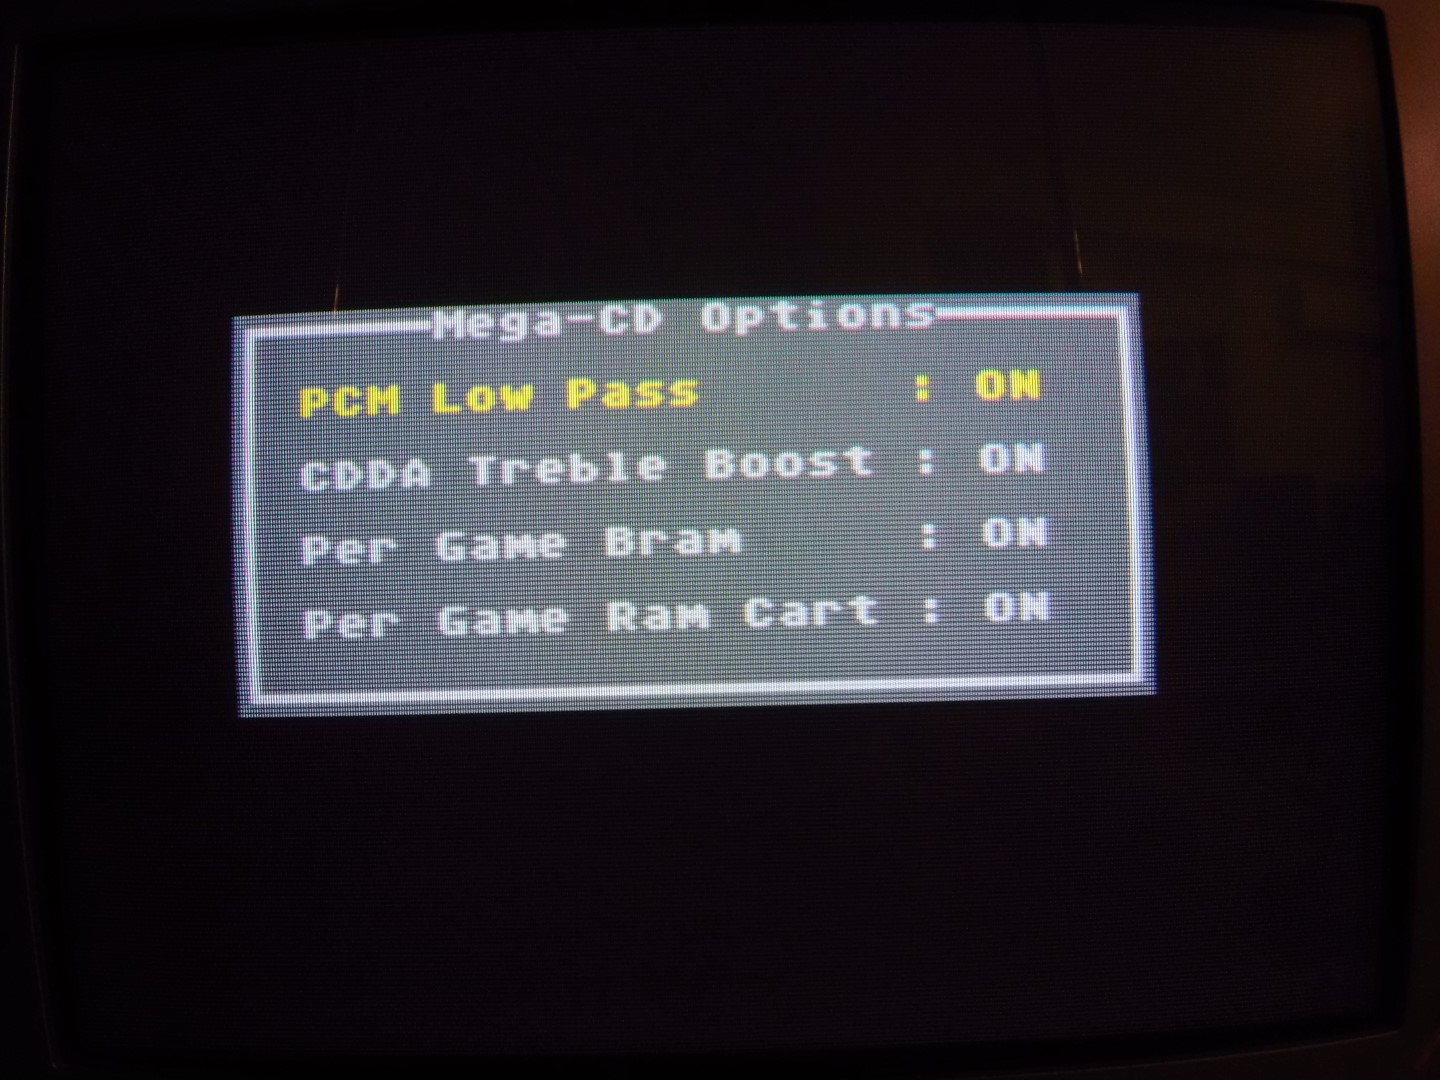 Mega-CD Options
PCM Low Pass : ON
CDDA Treble Boost : ON
Per Game Bram : ON
Per Game Ram Cart : ON